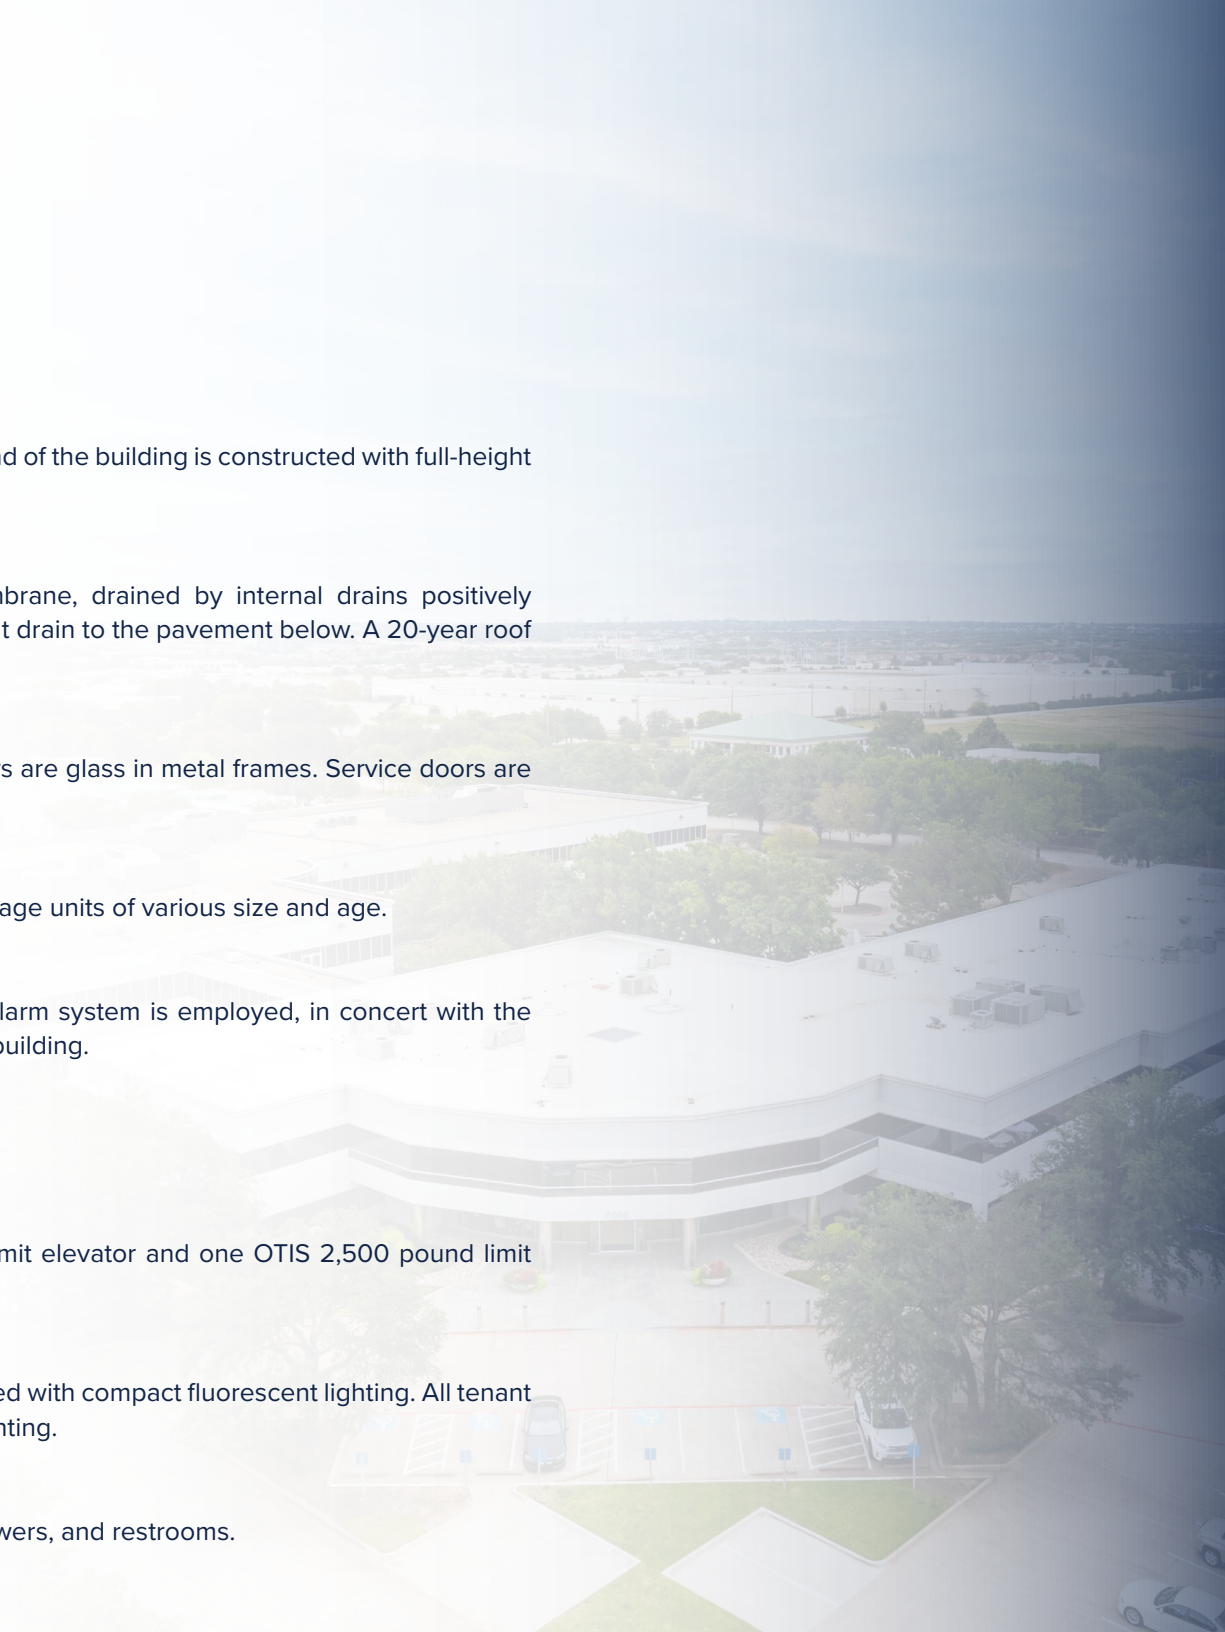 d of the building is constructed with full-height
brane, drained by internal drains positively
t drain to the pavement below. A 20-year roof
s are glass in metal frames. Service doors are
age units of various size and age.
larm system is employed, in concert with the
building.
mit elevator and one OTIS 2,500 pound limit
ed with compact fluorescent lighting. All tenant
hting.
wers, and restrooms.